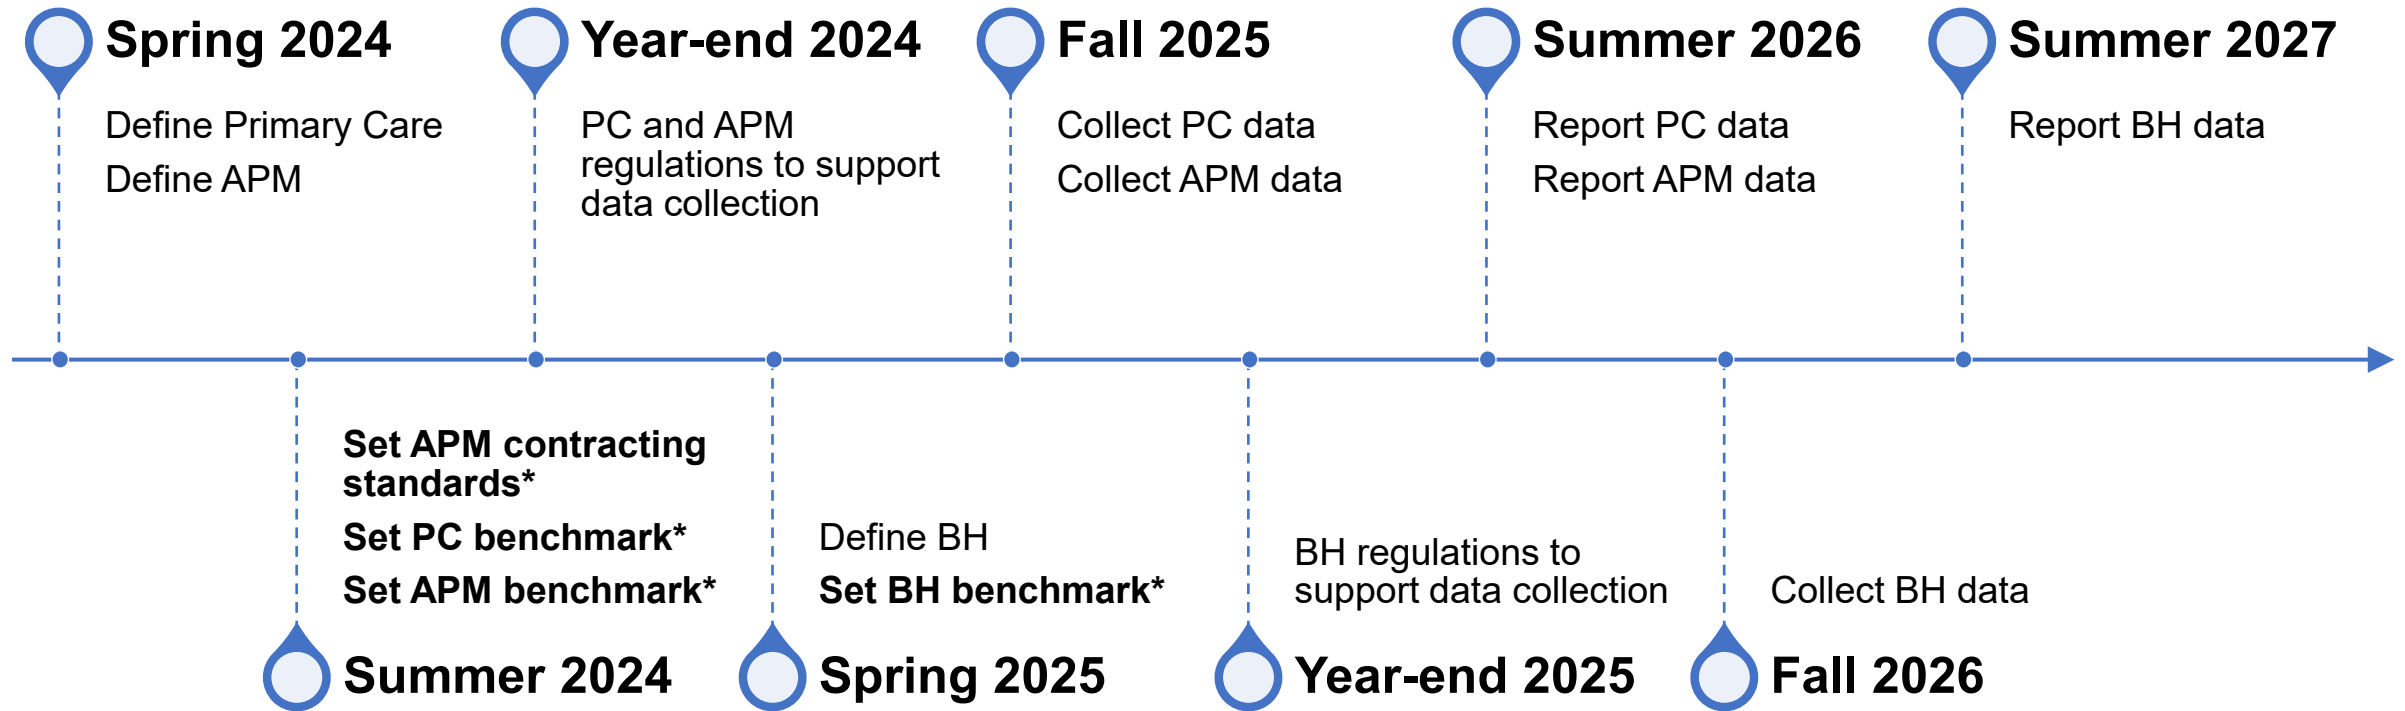 Spring 2024
Define Primary Care
Define APM
Year-end 2024
PC and APM
regulations to support
data collection
Fall 2025
Collect PC data
Collect APM data
Summer 2026
Report PC data
Report APM data
Summer 2027
Report BH data
Set APM contracting
standards*
Set PC benchmark*
Set APM benchmark*
Summer 2024
Define BH
Set BH benchmark*
Spring 2025
BH regulations to
support data collection
Year-end 2025
Collect BH data
Fall 2026